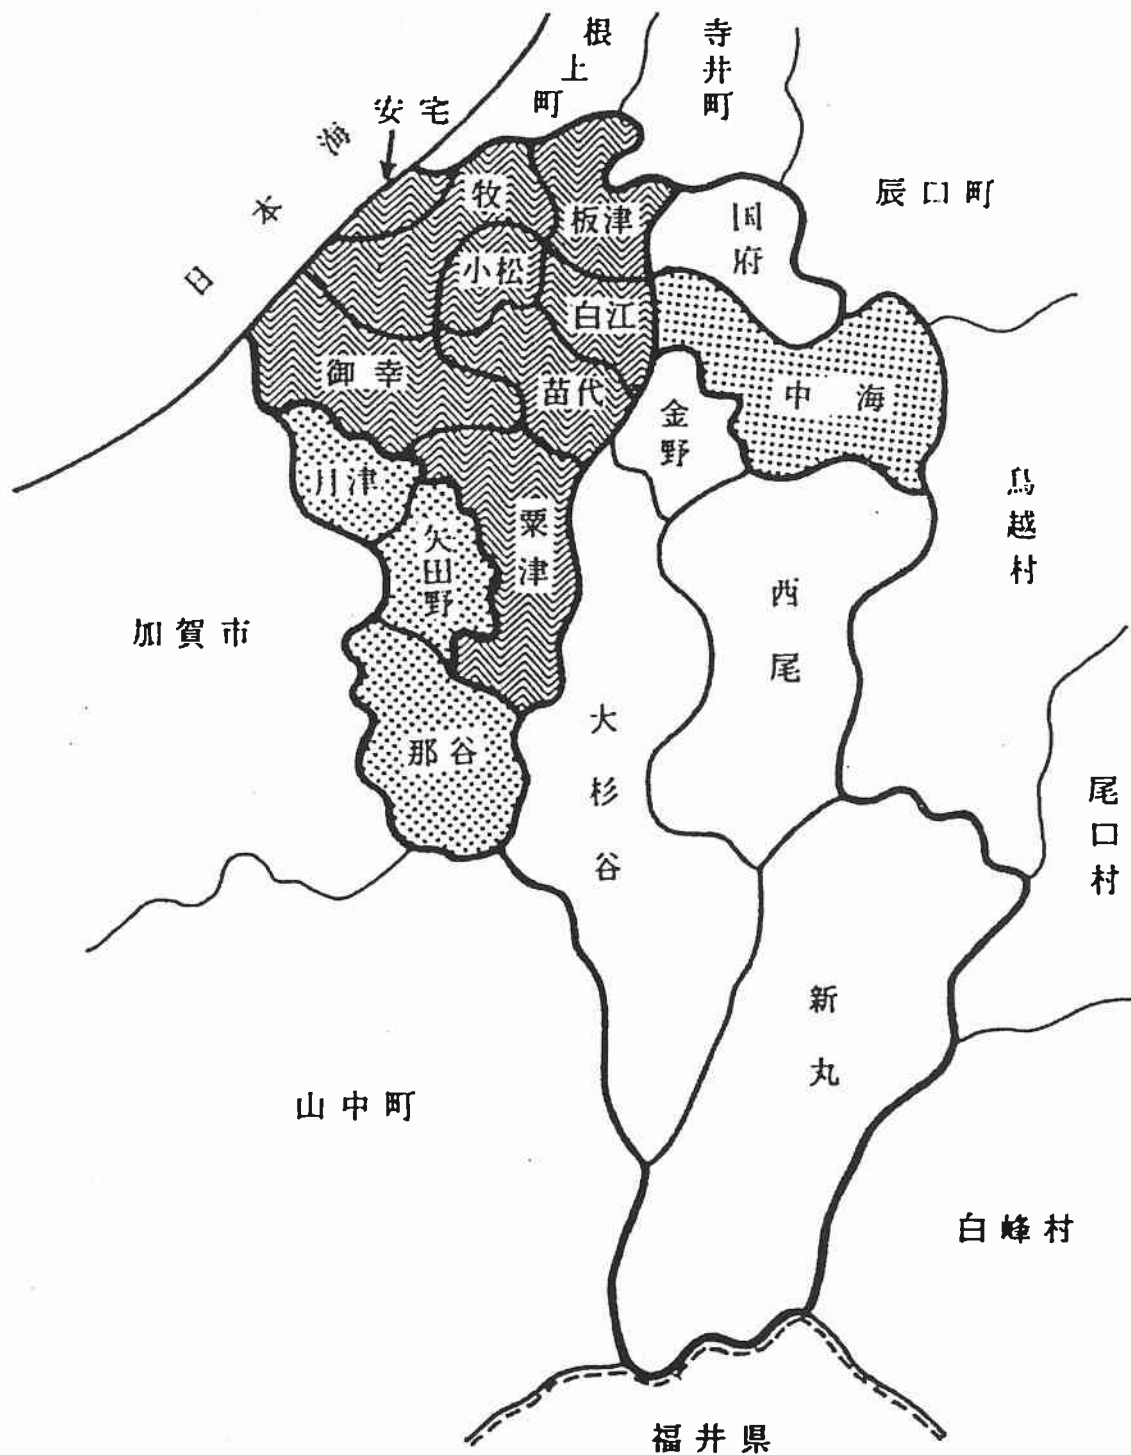 根上町
寺井町
安宅
日本海
辰口町
牧
板津
国府
小松
白江
御幸
苗代
中海
金野
月津
粟津
鳥越村
矢田野
西尾
加賀市
大杉谷
那谷
尾口村
新丸
山中町
白峰村
福井県